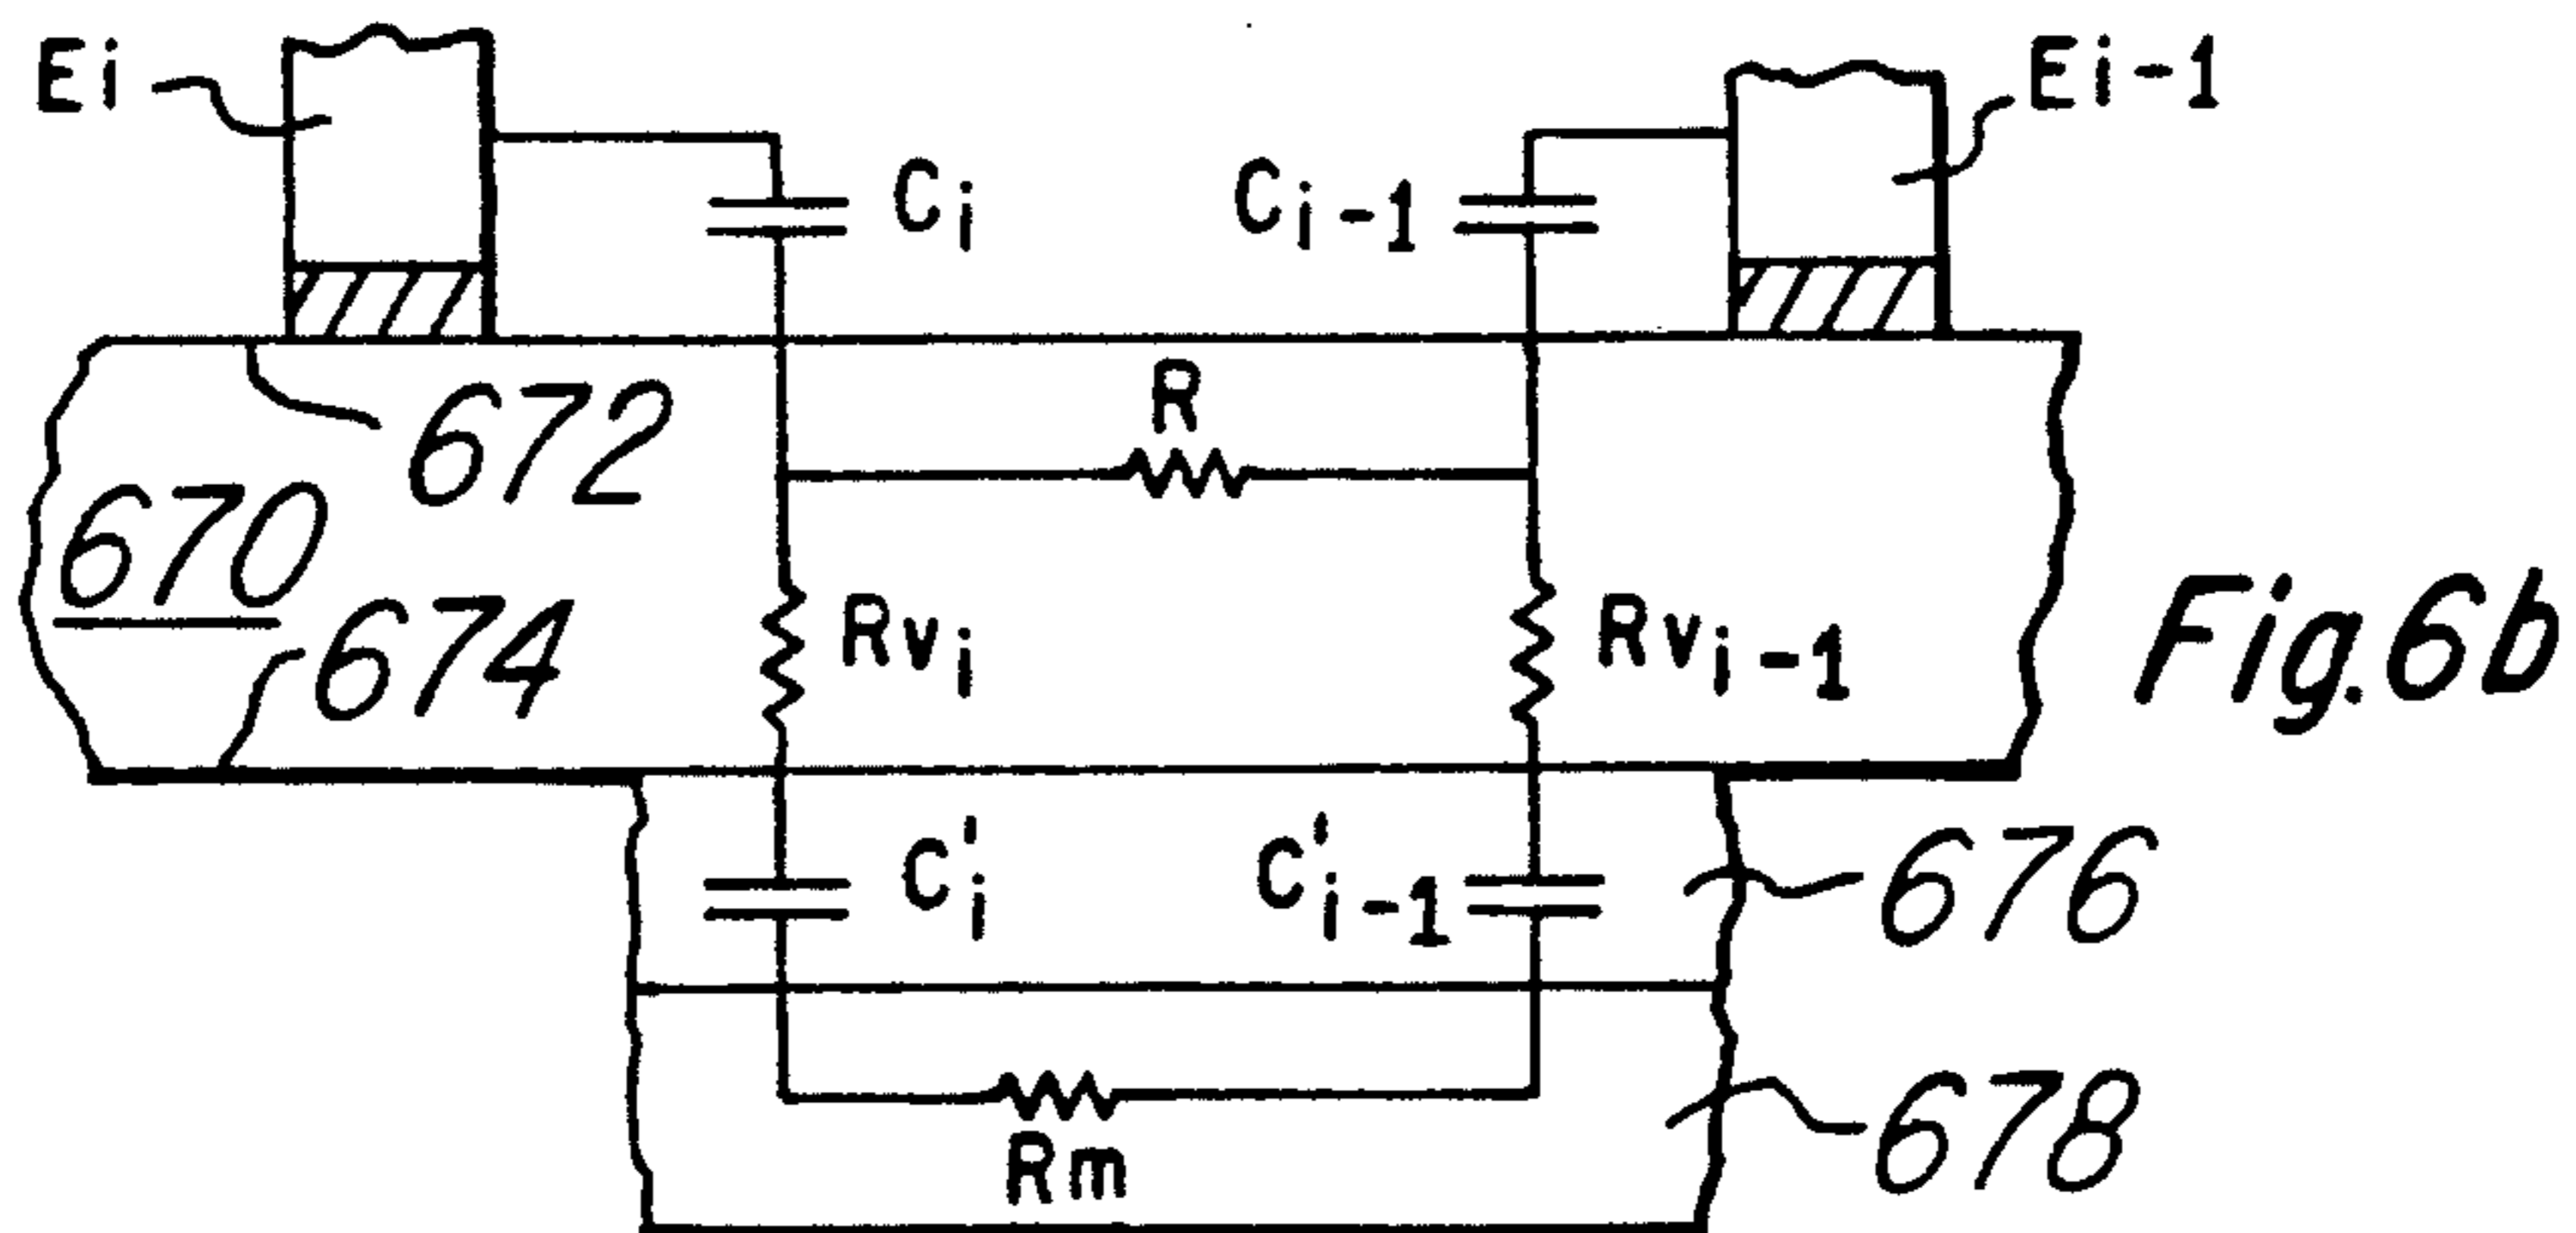 Ei
Ei-1
Ci
Ci-1
R
672
670
674
Rvi
Rvi-1
Fig. 6b
C'i
C'i-1
676
Rm
678